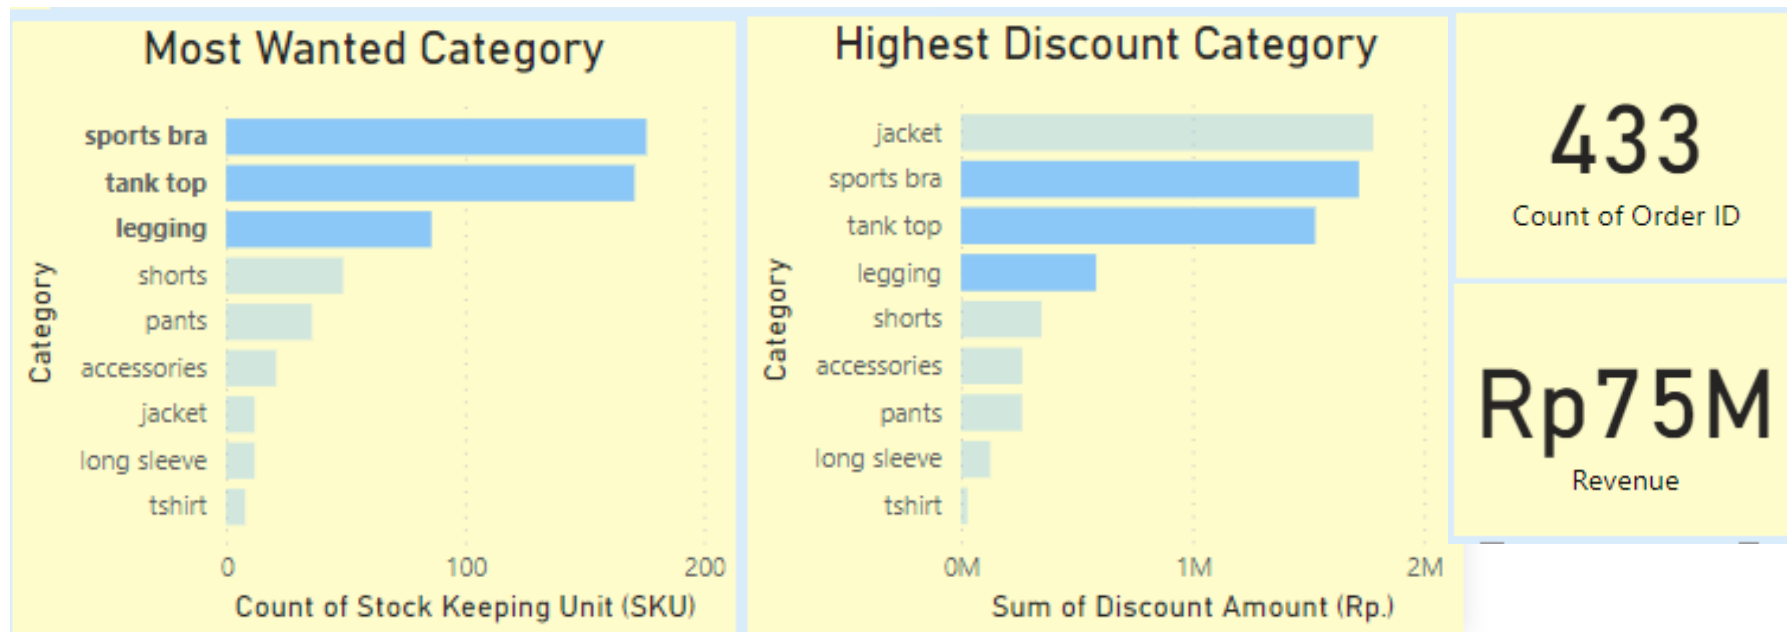 Most Wanted Category
Category
sports bra
tank top
legging
shorts
pants
accessories
jacket
long sleeve
tshirt
0 100 200
Count of Stock Keeping Unit (SKU)
Highest Discount Category
Category
jacket
sports bra
tank top
legging
shorts
accessories
pants
long sleeve
tshirt
0M 1M 2M
Sum of Discount Amount (Rp.)
433
Count of Order ID
Rp75M
Revenue